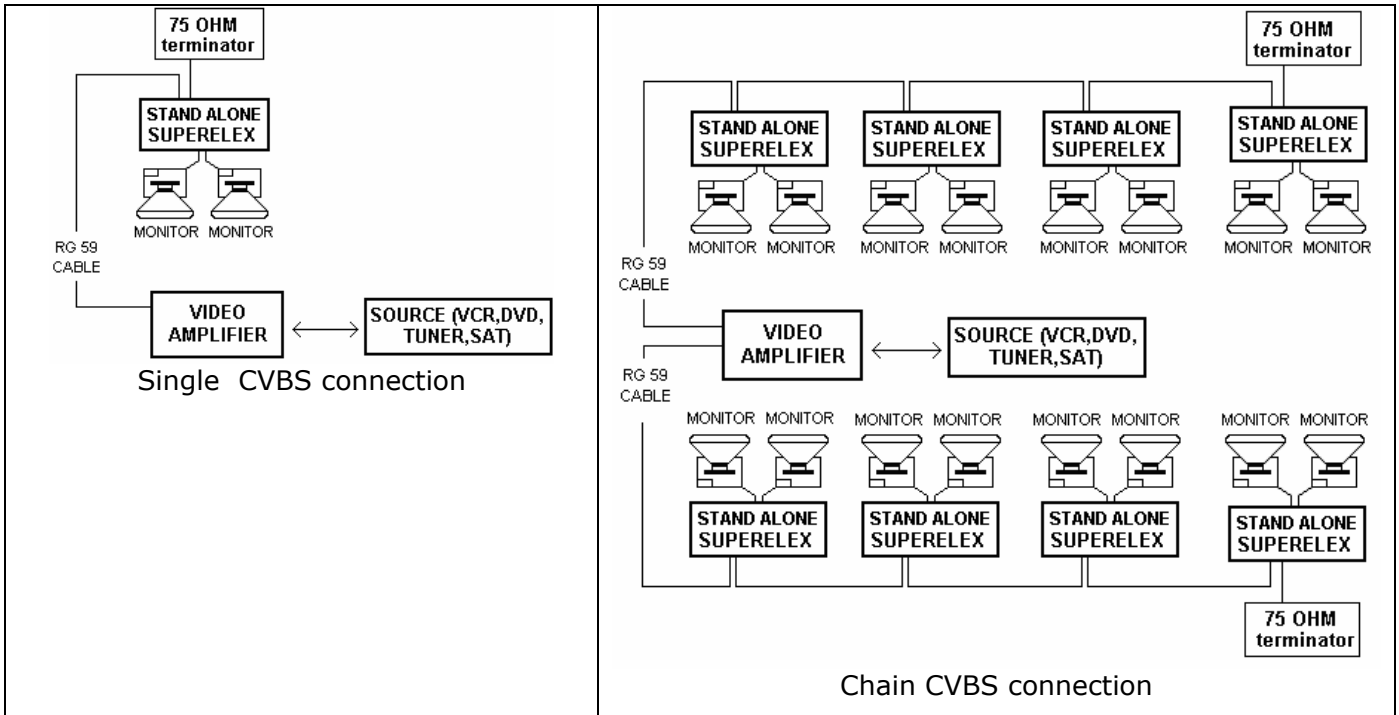 75 OHM
terminator
STAND ALONE
SUPERELEX
MONITOR MONITOR
RG 59
CABLE
VIDEO
AMPLIFIER
SOURCE (VCR,DVD,
TUNER,SAT)
Single CVBS connection
75 OHM
terminator
STAND ALONE
SUPERELEX
STAND ALONE
SUPERELEX
STAND ALONE
SUPERELEX
STAND ALONE
SUPERELEX
MONITOR MONITOR
MONITOR MONITOR
MONITOR MONITOR
MONITOR MONITOR
RG 59
CABLE
VIDEO
AMPLIFIER
SOURCE (VCR,DVD,
TUNER,SAT)
RG 59
CABLE
MONITOR MONITOR
MONITOR MONITOR
MONITOR MONITOR
MONITOR MONITOR
STAND ALONE
SUPERELEX
STAND ALONE
SUPERELEX
STAND ALONE
SUPERELEX
STAND ALONE
SUPERELEX
75 OHM
terminator
Chain CVBS connection